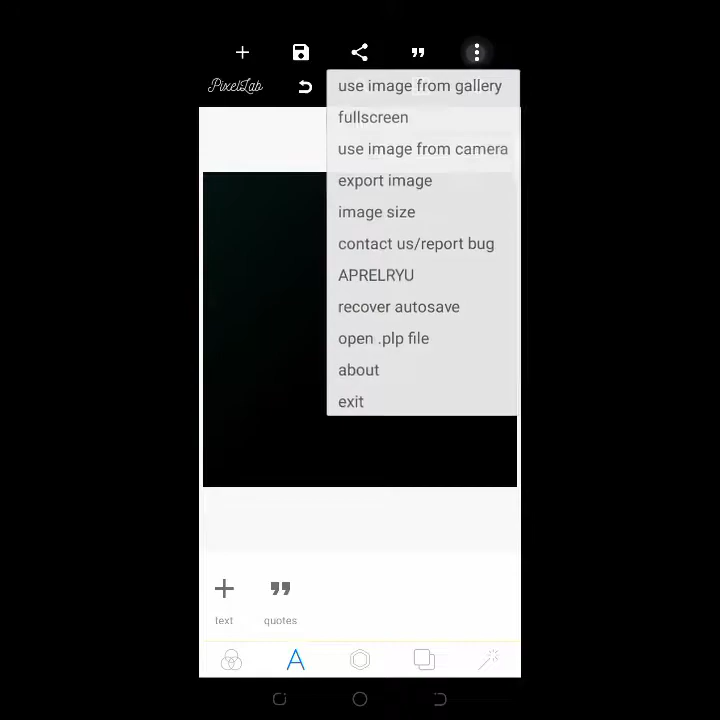 PixelLab
use image from gallery
fullscreen
use image from camera
export image
image size
contact us/report bug
APRELRYU
recover autosave
open .plp file
about
exit
text
quotes